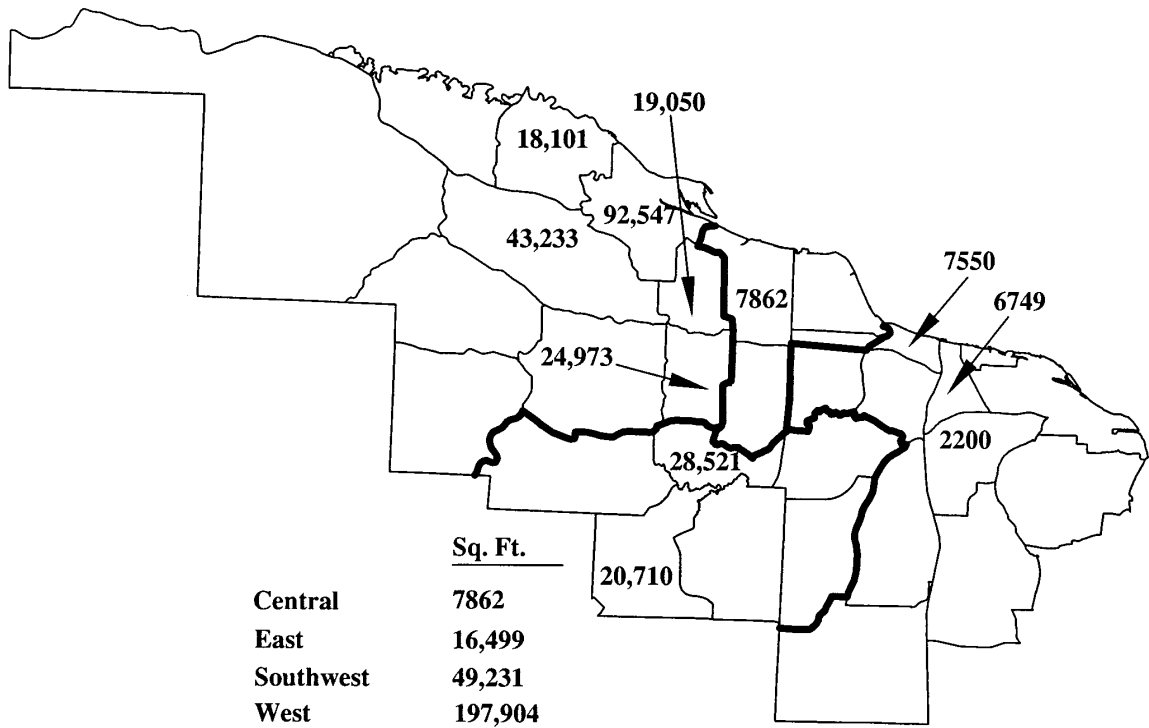 19,050
18,101
92,547
43,233
7550
7862
6749
24,973
2200
28,521
20,710
Sq. Ft.
Central 7862
East 16,499
Southwest 49,231
West 197,904